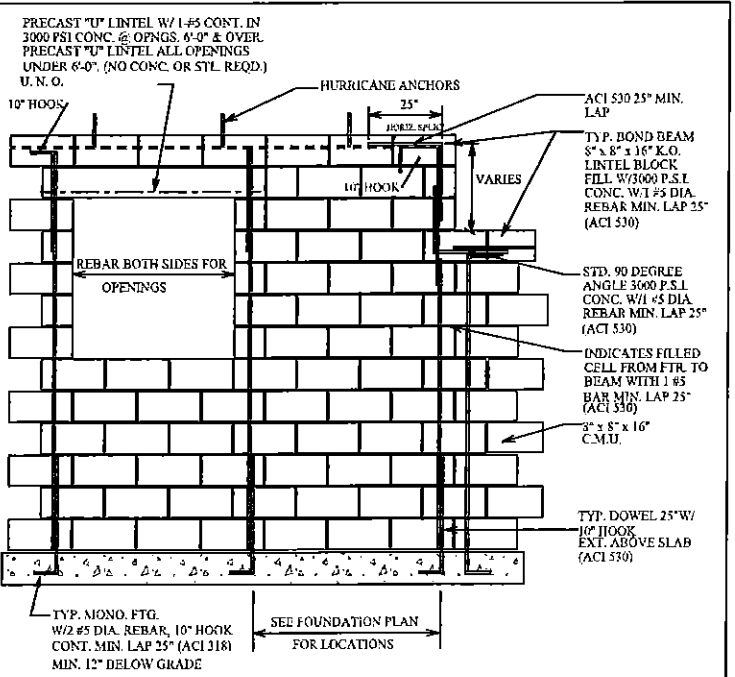 PRECAST "U" LINTEL W/ 1-#5 CONT. IN
3000 PSI CONC. @ OPNGS. 6'-0" & OVER.
PRECAST "U" LINTEL ALL OPENINGS
UNDER 6'-0". (NO CONC. OR STL. REQD.)
U. N. O.
10" HOOK
HURRICANE ANCHORS
25"
HORIZ. SPLICE
10" HOOK
VARIES
ACI 530 25" MIN.
LAP
TYP. BOND BEAM
8" x 8" x 16" K.O.
LINTEL BLOCK
FILL W/3000 P.S.I.
CONC. W/1 #5 DIA.
REBAR MIN. LAP 25"
(ACI 530)
REBAR BOTH SIDES FOR
OPENINGS
STD. 90 DEGREE
ANGLE 3000 P.S.I.
CONC. W/1 #5 DIA.
REBAR MIN. LAP 25"
(ACI 530)
INDICATES FILLED
CELL FROM FTR. TO
BEAM WITH 1 #5
BAR MIN. LAP 25"
(ACI 530)
8" x 8" x 16"
C.M.U.
TYP. DOWEL 25"W/
10" HOOK
EXT. ABOVE SLAB
(ACI 530)
TYP. MONO. FTG.
W/2 #5 DIA. REBAR, 10" HOOK
CONT. MIN. LAP 25" (ACI 318)
MIN. 12" BELOW GRADE
SEE FOUNDATION PLAN
FOR LOCATIONS